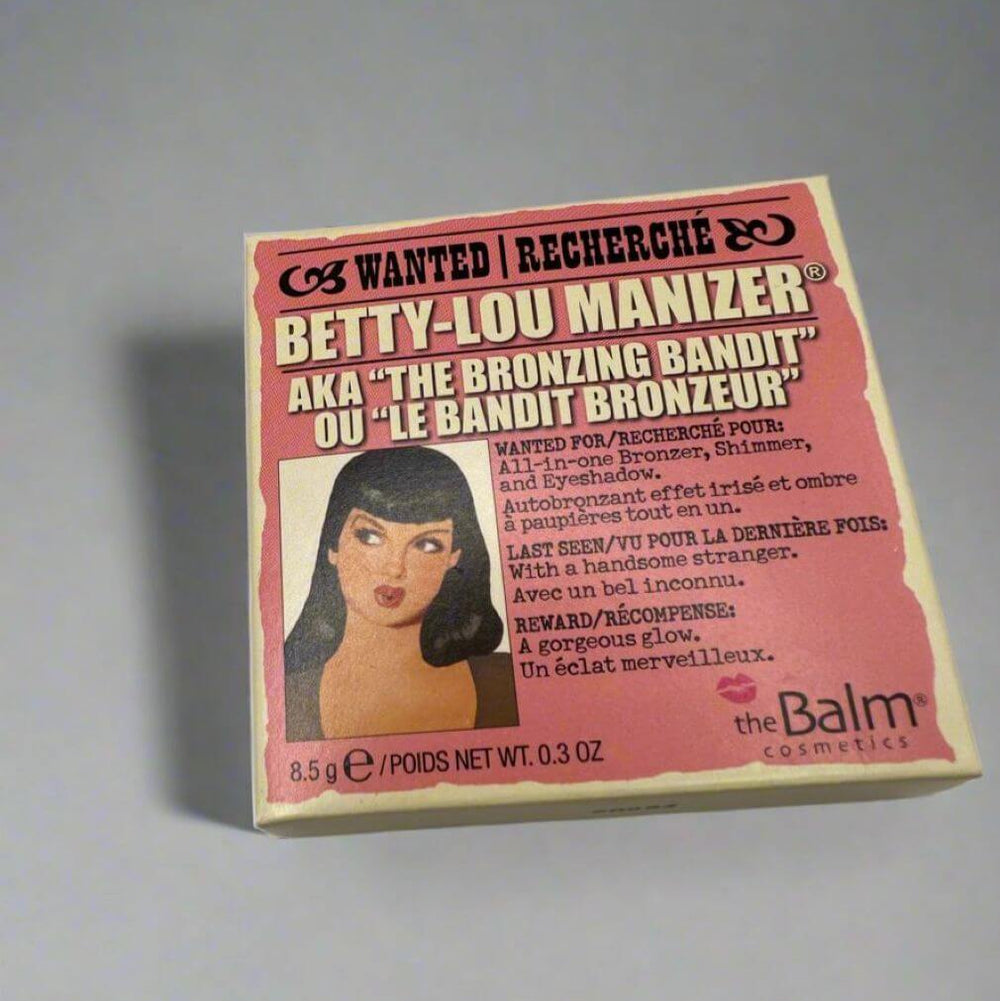 WANTED | RECHERCHÉ
BETTY-LOU MANIZER®
AKA “THE BRONZING BANDIT”
OU “LE BANDIT BRONZEUR”
WANTED FOR/RECHERCHÉ POUR:
All-in-one Bronzer, Shimmer,
and Eyeshadow.
Autobronzant effet irisé et ombre
à paupières tout en un.
LAST SEEN/VU POUR LA DERNIÈRE FOIS:
With a handsome stranger.
Avec un bel inconnu.
REWARD/RÉCOMPENSE:
A gorgeous glow.
Un éclat merveilleux.
theBalm®
cosmetics
8.5 g ℮ /POIDS NET WT. 0.3 OZ